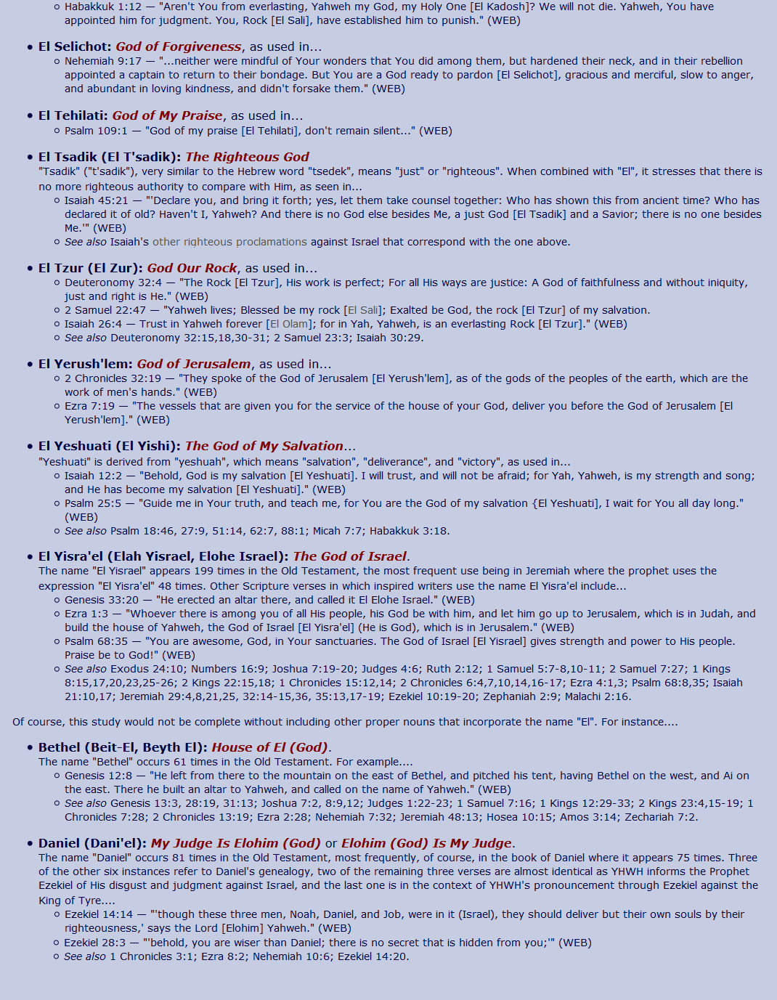 Habakkuk 1:12 — "Aren't You from everlasting, Yahweh my God, my Holy One [El Kadosh]? We will not die. Yahweh, You have
appointed him for judgment. You, Rock [El Sali], have established him to punish." (WEB)
El Selichot: God of Forgiveness, as used in...
Nehemiah 9:17 — "...neither were mindful of Your wonders that You did among them, but hardened their neck, and in their rebellion
appointed a captain to return to their bondage. But You are a God ready to pardon [El Selichot], gracious and merciful, slow to anger,
and abundant in loving kindness, and didn't forsake them." (WEB)
El Tehilati: God of My Praise, as used in...
Psalm 109:1 — "God of my praise [El Tehilati], don't remain silent..." (WEB)
El Tsadik (El T'sadik): The Righteous God
"Tsadik" ("t'sadik"), very similar to the Hebrew word "tsedek", means "just" or "righteous". When combined with "El", it stresses that there is
no more righteous authority to compare with Him, as seen in...
Isaiah 45:21 — "'Declare you, and bring it forth; yes, let them take counsel together: Who has shown this from ancient time? Who has
declared it of old? Haven't I, Yahweh? And there is no God else besides Me, a just God [El Tsadik] and a Savior; there is no one besides
Me.'" (WEB)
See also Isaiah's other righteous proclamations against Israel that correspond with the one above.
El Tzur (El Zur): God Our Rock, as used in...
Deuteronomy 32:4 — "The Rock [El Tzur], His work is perfect; For all His ways are justice: A God of faithfulness and without iniquity,
just and right is He." (WEB)
2 Samuel 22:47 — "Yahweh lives; Blessed be my rock [El Sali]; Exalted be God, the rock [El Tzur] of my salvation.
Isaiah 26:4 — Trust in Yahweh forever [El Olam]; for in Yah, Yahweh, is an everlasting Rock [El Tzur]." (WEB)
See also Deuteronomy 32:15,18,30-31; 2 Samuel 23:3; Isaiah 30:29.
El Yerush'lem: God of Jerusalem, as used in...
2 Chronicles 32:19 — "They spoke of the God of Jerusalem [El Yerush'lem], as of the gods of the peoples of the earth, which are the
work of men's hands." (WEB)
Ezra 7:19 — "The vessels that are given you for the service of the house of your God, deliver you before the God of Jerusalem [El
Yerush'lem]." (WEB)
El Yeshuati (El Yishi): The God of My Salvation...
"Yeshuati" is derived from "yeshuah", which means "salvation", "deliverance", and "victory", as used in...
Isaiah 12:2 — "Behold, God is my salvation [El Yeshuati]. I will trust, and will not be afraid; for Yah, Yahweh, is my strength and song;
and He has become my salvation [El Yeshuati]." (WEB)
Psalm 25:5 — "Guide me in Your truth, and teach me, for You are the God of my salvation {El Yeshuati], I wait for You all day long."
(WEB)
See also Psalm 18:46, 27:9, 51:14, 62:7, 88:1; Micah 7:7; Habakkuk 3:18.
El Yisra'el (Elah Yisrael, Elohe Israel): The God of Israel.
The name "El Yisrael" appears 199 times in the Old Testament, the most frequent use being in Jeremiah where the prophet uses the
expression "El Yisra'el" 48 times. Other Scripture verses in which inspired writers use the name El Yisra'el include...
Genesis 33:20 — "He erected an altar there, and called it El Elohe Israel." (WEB)
Ezra 1:3 — "Whoever there is among you of all His people, his God be with him, and let him go up to Jerusalem, which is in Judah, and
build the house of Yahweh, the God of Israel [El Yisra'el] (He is God), which is in Jerusalem." (WEB)
Psalm 68:35 — "You are awesome, God, in Your sanctuaries. The God of Israel [El Yisrael] gives strength and power to His people.
Praise be to God!" (WEB)
See also Exodus 24:10; Numbers 16:9; Joshua 7:19-20; Judges 4:6; Ruth 2:12; 1 Samuel 5:7-8,10-11; 2 Samuel 7:27; 1 Kings
8:15,17,20,23,25-26; 2 Kings 22:15,18; 1 Chronicles 15:12,14; 2 Chronicles 6:4,7,10,14,16-17; Ezra 4:1,3; Psalm 68:8,35; Isaiah
21:10,17; Jeremiah 29:4,8,21,25, 32:14-15,36, 35:13,17-19; Ezekiel 10:19-20; Zephaniah 2:9; Malachi 2:16.
Of course, this study would not be complete without including other proper nouns that incorporate the name "El". For instance....
Bethel (Beit-El, Beyth El): House of El (God).
The name "Bethel" occurs 61 times in the Old Testament. For example....
Genesis 12:8 — "He left from there to the mountain on the east of Bethel, and pitched his tent, having Bethel on the west, and Ai on
the east. There he built an altar to Yahweh, and called on the name of Yahweh." (WEB)
See also Genesis 13:3, 28:19, 31:13; Joshua 7:2, 8:9,12; Judges 1:22-23; 1 Samuel 7:16; 1 Kings 12:29-33; 2 Kings 23:4,15-19; 1
Chronicles 7:28; 2 Chronicles 13:19; Ezra 2:28; Nehemiah 7:32; Jeremiah 48:13; Hosea 10:15; Amos 3:14; Zechariah 7:2.
Daniel (Dani'el): My Judge Is Elohim (God) or Elohim (God) Is My Judge.
The name "Daniel" occurs 81 times in the Old Testament, most frequently, of course, in the book of Daniel where it appears 75 times. Three
of the other six instances refer to Daniel's genealogy, two of the remaining three verses are almost identical as YHWH informs the Prophet
Ezekiel of His disgust and judgment against Israel, and the last one is in the context of YHWH's pronouncement through Ezekiel against the
King of Tyre....
Ezekiel 14:14 — "'though these three men, Noah, Daniel, and Job, were in it (Israel), they should deliver but their own souls by their
righteousness,' says the Lord [Elohim] Yahweh." (WEB)
Ezekiel 28:3 — "'behold, you are wiser than Daniel; there is no secret that is hidden from you;'" (WEB)
See also 1 Chronicles 3:1; Ezra 8:2; Nehemiah 10:6; Ezekiel 14:20.